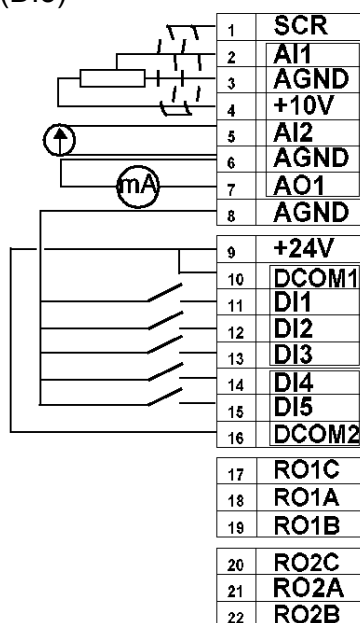 (DI5)
1 SCR
2 AI1
3 AGND
4 +10V
5 AI2
6 AGND
mA
7 AO1
8 AGND
9 +24V
10 DCOM1
11 DI1
12 DI2
13 DI3
14 DI4
15 DI5
16 DCOM2
17 RO1C
18 RO1A
19 RO1B
20 RO2C
21 RO2A
22 RO2B